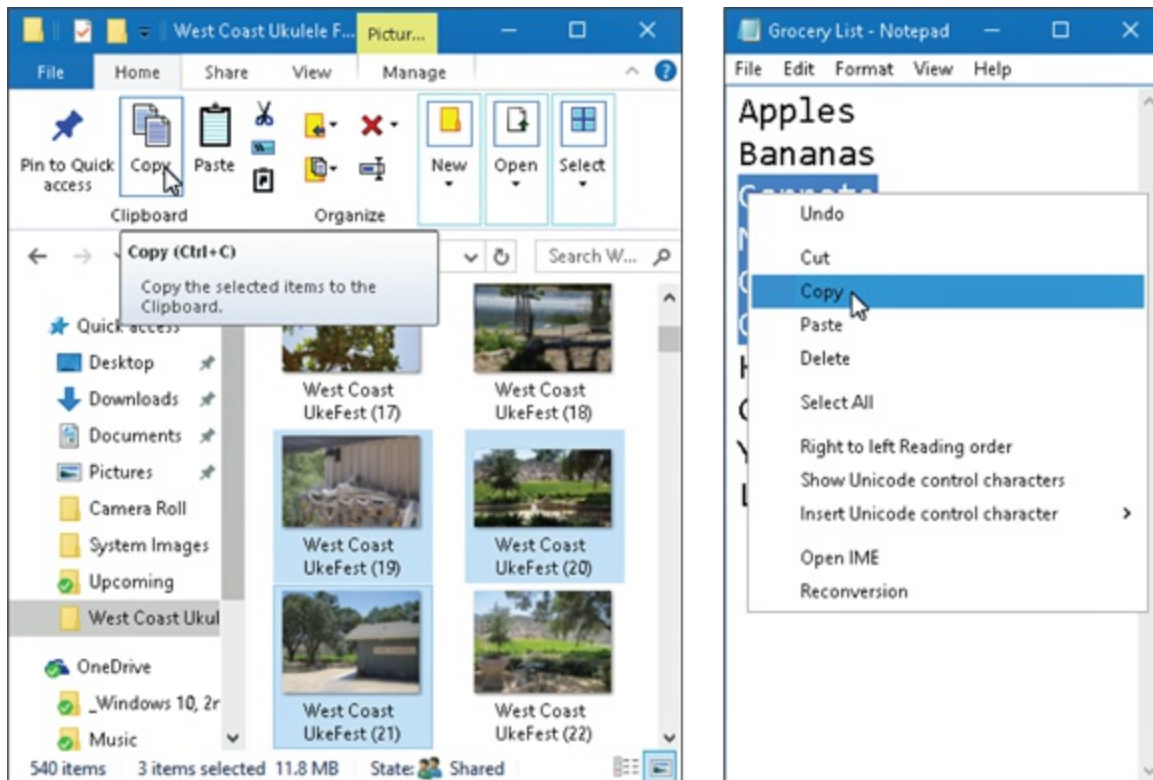 West Coast Ukulele F... Pictur...
File Home Share View Manage
Pin to Quick access
Copy
Paste
New
Open
Select
Clipboard
Organize
Copy (Ctrl+C)
Copy the selected items to the
Clipboard.
Search W...
Quick access
Desktop
Downloads
Documents
Pictures
Camera Roll
System Images
Upcoming
West Coast Ukul
OneDrive
_Windows 10, 2r
Music
West Coast
UkeFest (17)
West Coast
UkeFest (18)
West Coast
UkeFest (19)
West Coast
UkeFest (20)
West Coast
UkeFest (21)
West Coast
UkeFest (22)
540 items 3 items selected 11.8 MB State: Shared
Grocery List - Notepad
File Edit Format View Help
Apples
Bananas
Undo
Cut
Copy
Paste
Delete
Select All
Right to left Reading order
Show Unicode control characters
Insert Unicode control character
Open IME
Reconversion